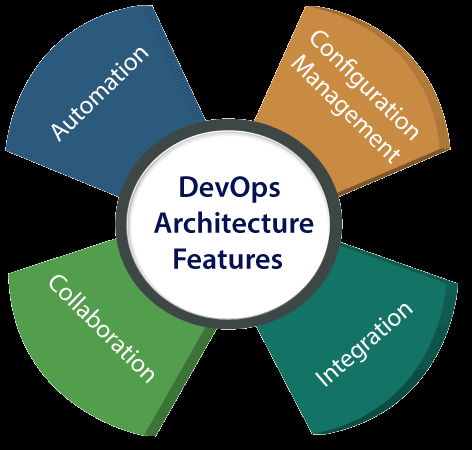 Automation
Configuration
Management
DevOps
Architecture
Features
Collaboration
Integration